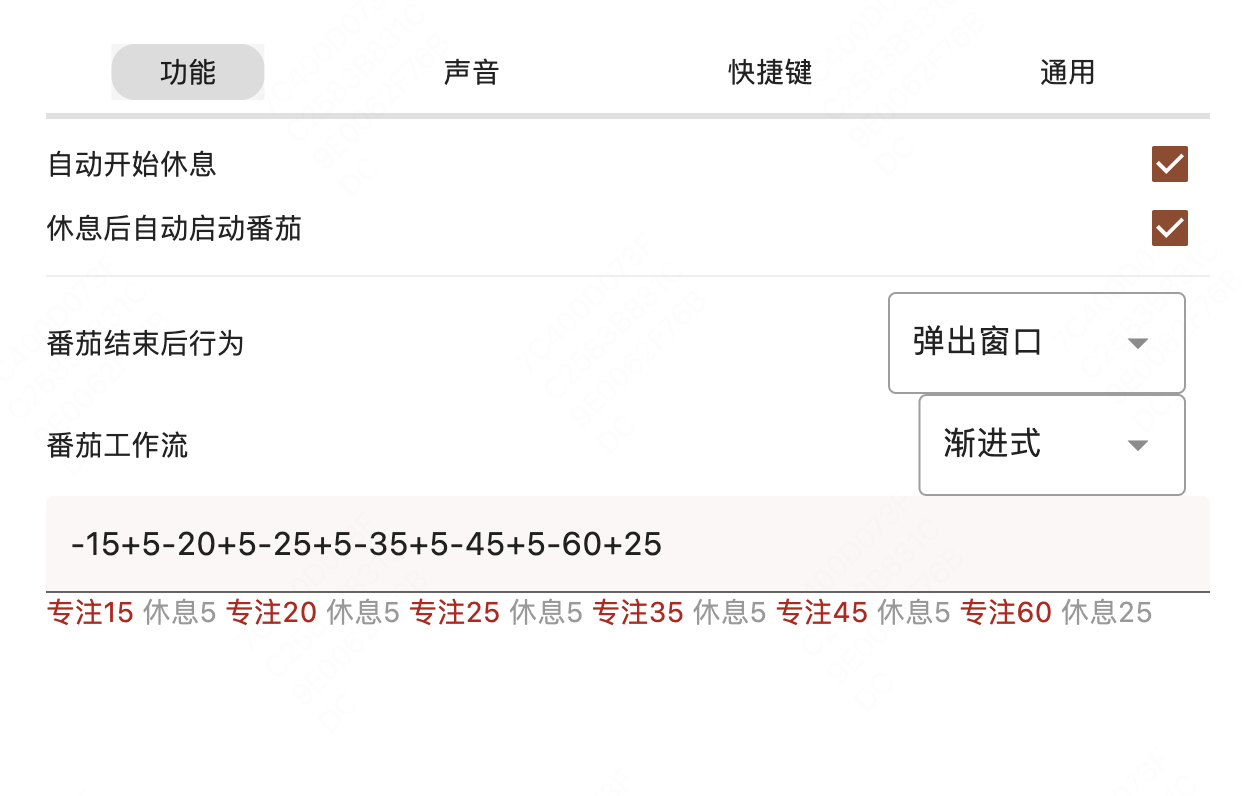 功能 声音 快捷键 通用
自动开始休息
休息后自动启动番茄
番茄结束后行为 弹出窗口
番茄工作流 渐进式
-15+5-20+5-25+5-35+5-45+5-60+25
专注15 休息5 专注20 休息5 专注25 休息5 专注35 休息5 专注45 休息5 专注60 休息25